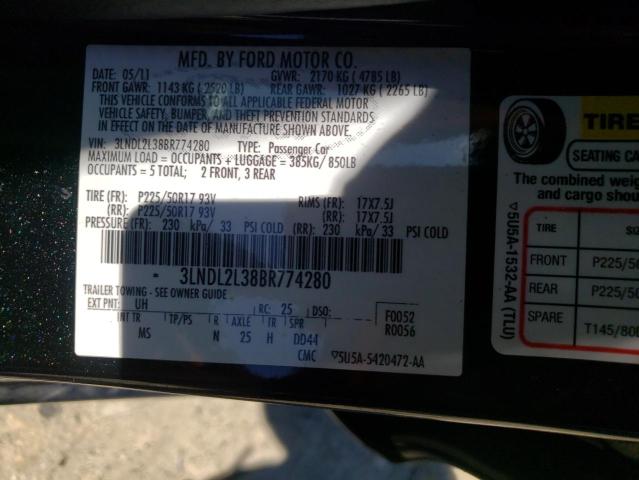 MFD. BY FORD MOTOR CO.
DATE: 05/11 GVWR: 2170 KG ( 4785 LB)
FRONT GAWR: 1143 KG ( 2520 LB) REAR GAWR: 1027 KG ( 2265 LB)
THIS VEHICLE CONFORMS TO ALL APPLICABLE FEDERAL MOTOR
VEHICLE SAFETY, BUMPER, AND THEFT PREVENTION STANDARDS
IN EFFECT ON THE DATE OF MANUFACTURE SHOWN ABOVE.
VIN: 3LNDL2L38BR774280 TYPE: Passenger Car
MAXIMUM LOAD = OCCUPANTS + LUGGAGE = 385KG/ 850LB
OCCUPANTS = 5 TOTAL; 2 FRONT, 3 REAR
TIRE (FR): P225/50R17 93V RIMS (FR): 17X7.5J
(RR): P225/50R17 93V (RR): 17X7.5J
PRESSURE (FR): 230 kPa/ 33 PSI COLD (RR): 230 kPa/ 33 PSI COLD
3LNDL2L38BR774280
TRAILER TOWING - SEE OWNER GUIDE
EXT PNT: UH RC: 25 DSO: F0052
INT TR TP/PS R AXLE TR SPR R0056
MS N 25 H DD44
CMC 5U5A-5420472-AA
TIRE
SEATING CA
The combined weig
and cargo shou
TIRE
FRONT P225/50
REAR P225/50
SPARE T145/80
5U5A-1532-AA (TLU)